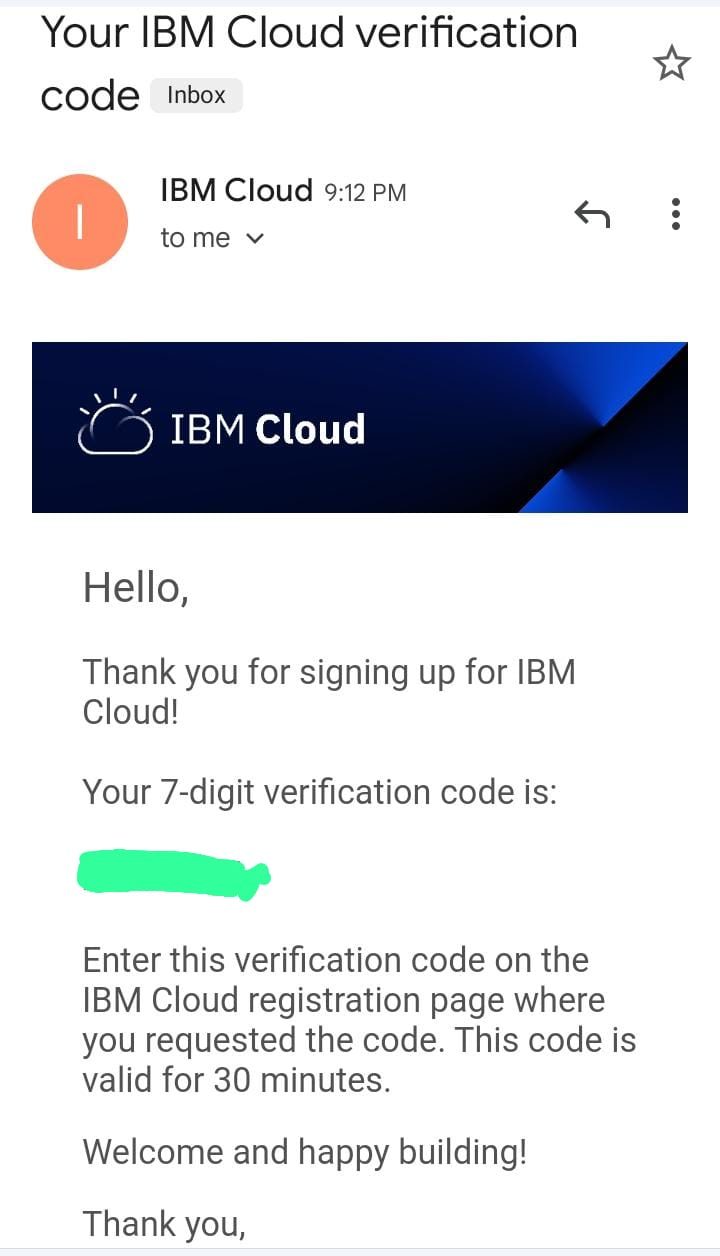 Your IBM Cloud verification
code Inbox
IBM Cloud 9:12 PM
to me
I
IBM Cloud
Hello,
Thank you for signing up for IBM
Cloud!
Your 7-digit verification code is:
Enter this verification code on the
IBM Cloud registration page where
you requested the code. This code is
valid for 30 minutes.
Welcome and happy building!
Thank you,